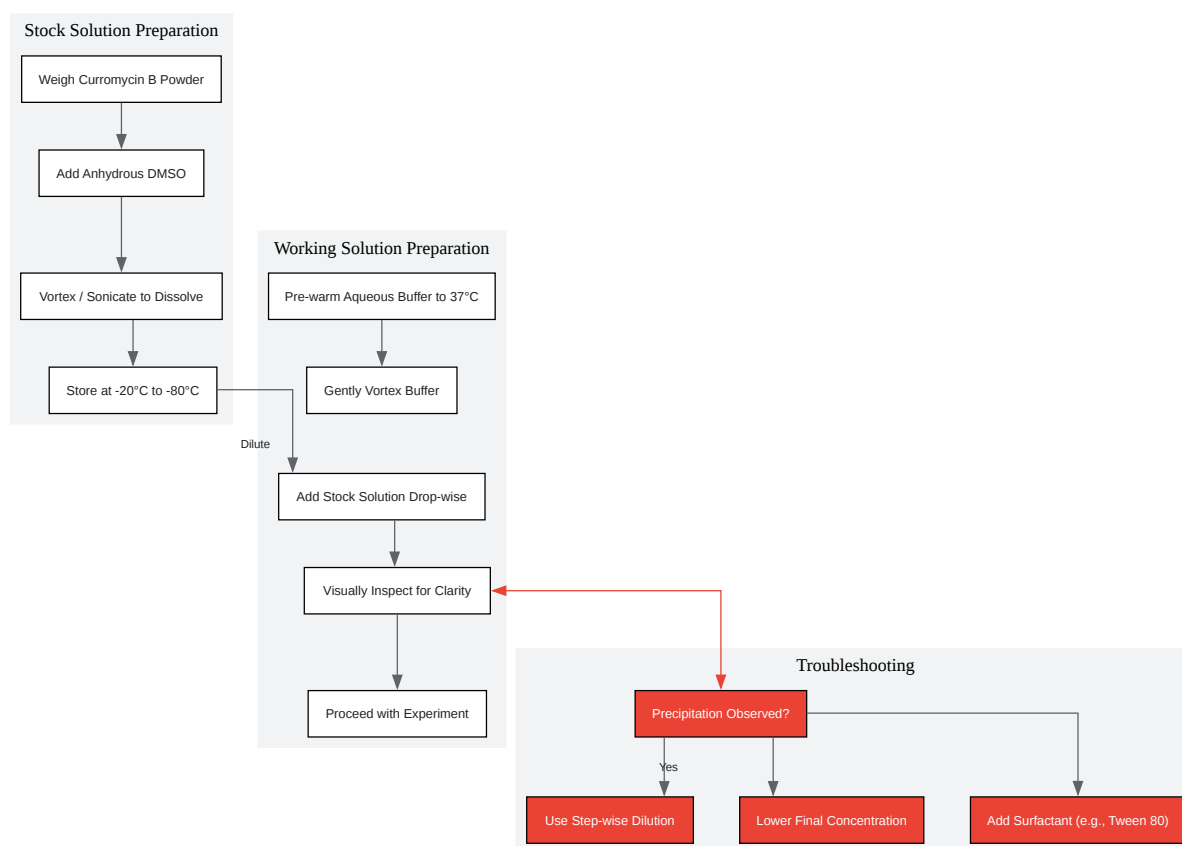 Stock Solution Preparation
Weigh Curromycin B Powder
Add Anhydrous DMSO
Vortex / Sonicate to Dissolve
Store at -20°C to -80°C
Dilute
Working Solution Preparation
Pre-warm Aqueous Buffer to 37°C
Gently Vortex Buffer
Add Stock Solution Drop-wise
Visually Inspect for Clarity
Proceed with Experiment
Troubleshooting
Precipitation Observed?
Yes
Use Step-wise Dilution
Lower Final Concentration
Add Surfactant (e.g., Tween 80)